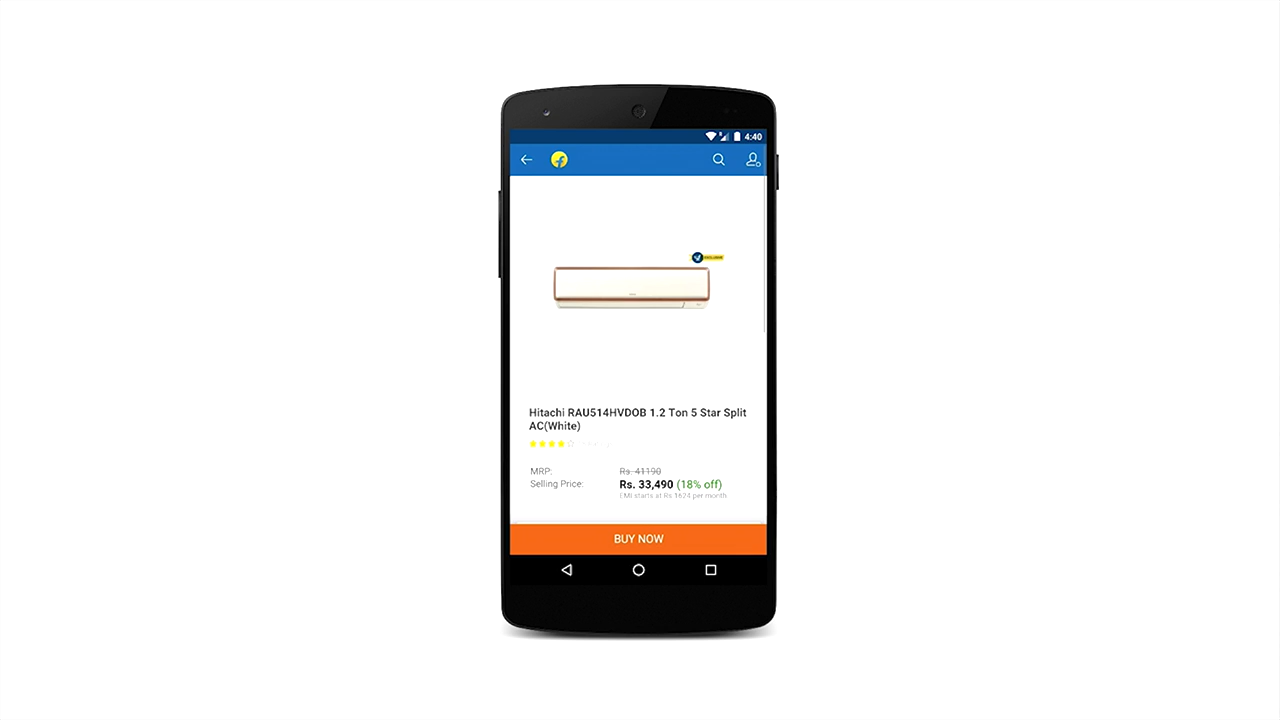 4:40
EXCLUSIVE
Hitachi RAU514HVDOB 1.2 Ton 5 Star Split
AC(White)
MRP: Rs. 41190
Selling Price: Rs. 33,490 (18% off)
EMI starts at Rs 1624 per month
BUY NOW